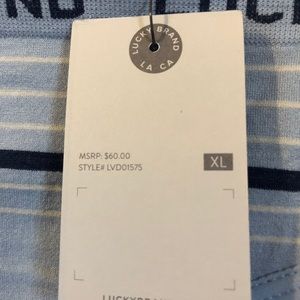 LUCKY BRAND
LA CA
MSRP: $60.00
STYLE# LVD01575
XL